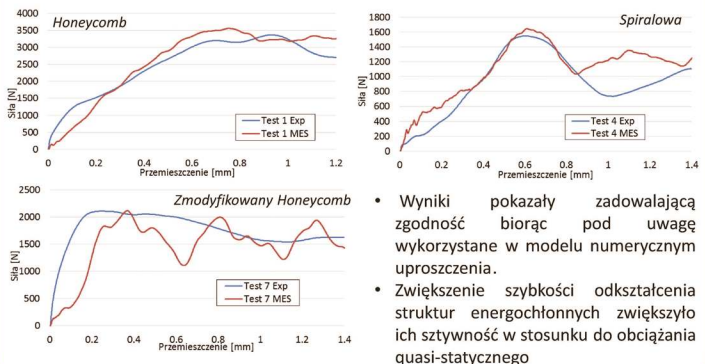 Honeycomb
4000
3500
3000
2500
2000
1500
1000
500
0
Siła [N]
0 0.2 0.4 0.6 0.8 1 1.2
Przemieszczenie [mm]
Test 1 Exp
Test 1 MES
Spiralowa
1800
1600
1400
1200
1000
800
600
400
200
0
Siła [N]
0 0.2 0.4 0.6 0.8 1 1.2 1.4
Przemieszczenie [mm]
Test 4 Exp
Test 4 MES
Zmodyfikowany Honeycomb
2500
2000
1500
1000
500
0
Siła [N]
0 0.2 0.4 0.6 0.8 1 1.2 1.4
Przemieszczenie [mm]
Test 7 Exp
Test 7 MES
• Wyniki pokazały zadowalającą
zgodność biorąc pod uwagę
wykorzystane w modelu numerycznym
uproszczenia.
• Zwiększenie szybkości odkształcenia
struktur energochłonnych zwiększyło
ich sztywność w stosunku do obciążania
quasi-statycznego